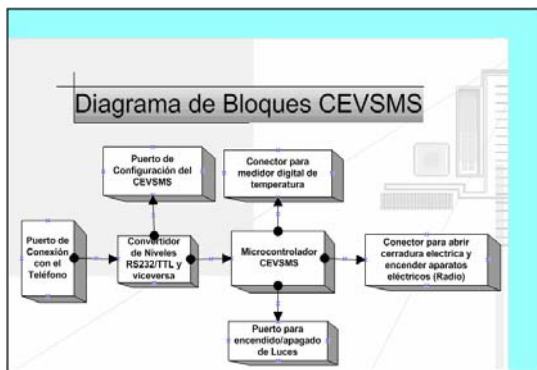 Diagrama de Bloques CEVSMS
Puerto de
Configuración del
CEVSMS
Conector para
medidor digital de
temperatura
Puerto de
Conexión
con el
Teléfono
Convertidor
de Niveles
RS232/TTL y
viceversa
Microcontrolador
CEVSMS
Conector para abrir
cerradura electrica y
encender aparatos
eléctricos (Radio)
Puerto para
encendido/apagado
de Luces